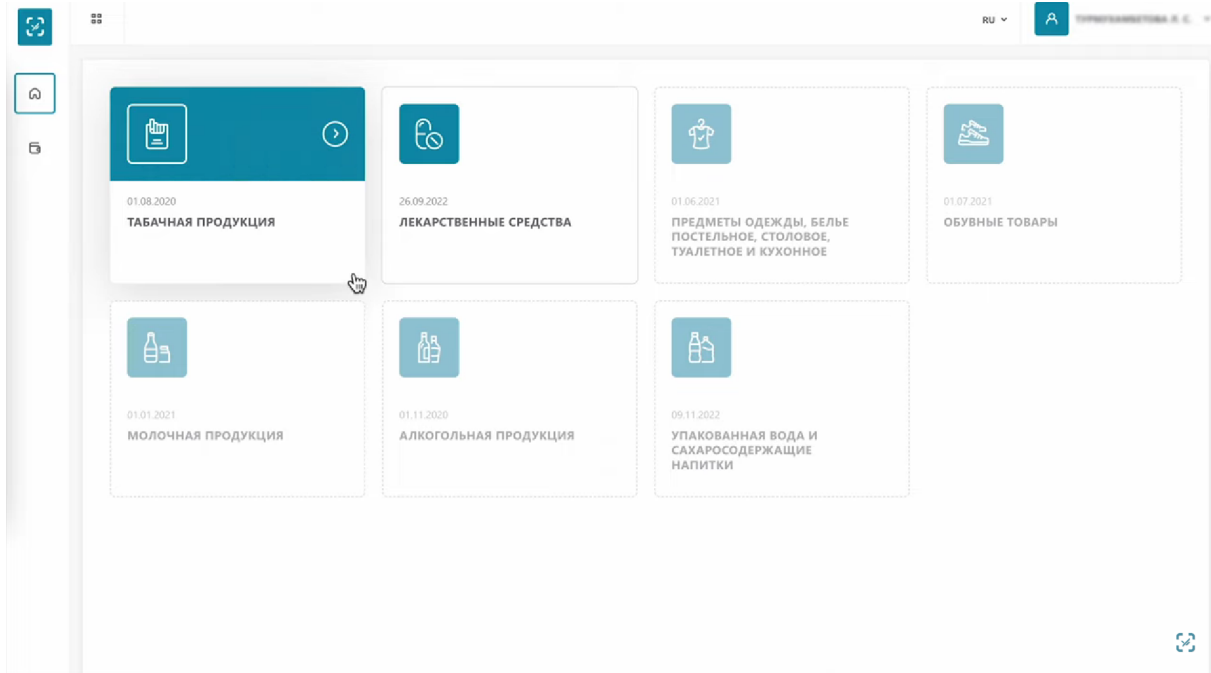 RU
01.08.2020
ТАБАЧНАЯ ПРОДУКЦИЯ
26.09.2022
ЛЕКАРСТВЕННЫЕ СРЕДСТВА
01.06.2021
ПРЕДМЕТЫ ОДЕЖДЫ, БЕЛЬЕ
ПОСТЕЛЬНОЕ, СТОЛОВОЕ,
ТУАЛЕТНОЕ И КУХОННОЕ
01.07.2021
ОБУВНЫЕ ТОВАРЫ
01.01.2021
МОЛОЧНАЯ ПРОДУКЦИЯ
01.11.2020
АЛКОГОЛЬНАЯ ПРОДУКЦИЯ
09.11.2022
УПАКОВАННАЯ ВОДА И
САХАРОСОДЕРЖАЩИЕ
НАПИТКИ